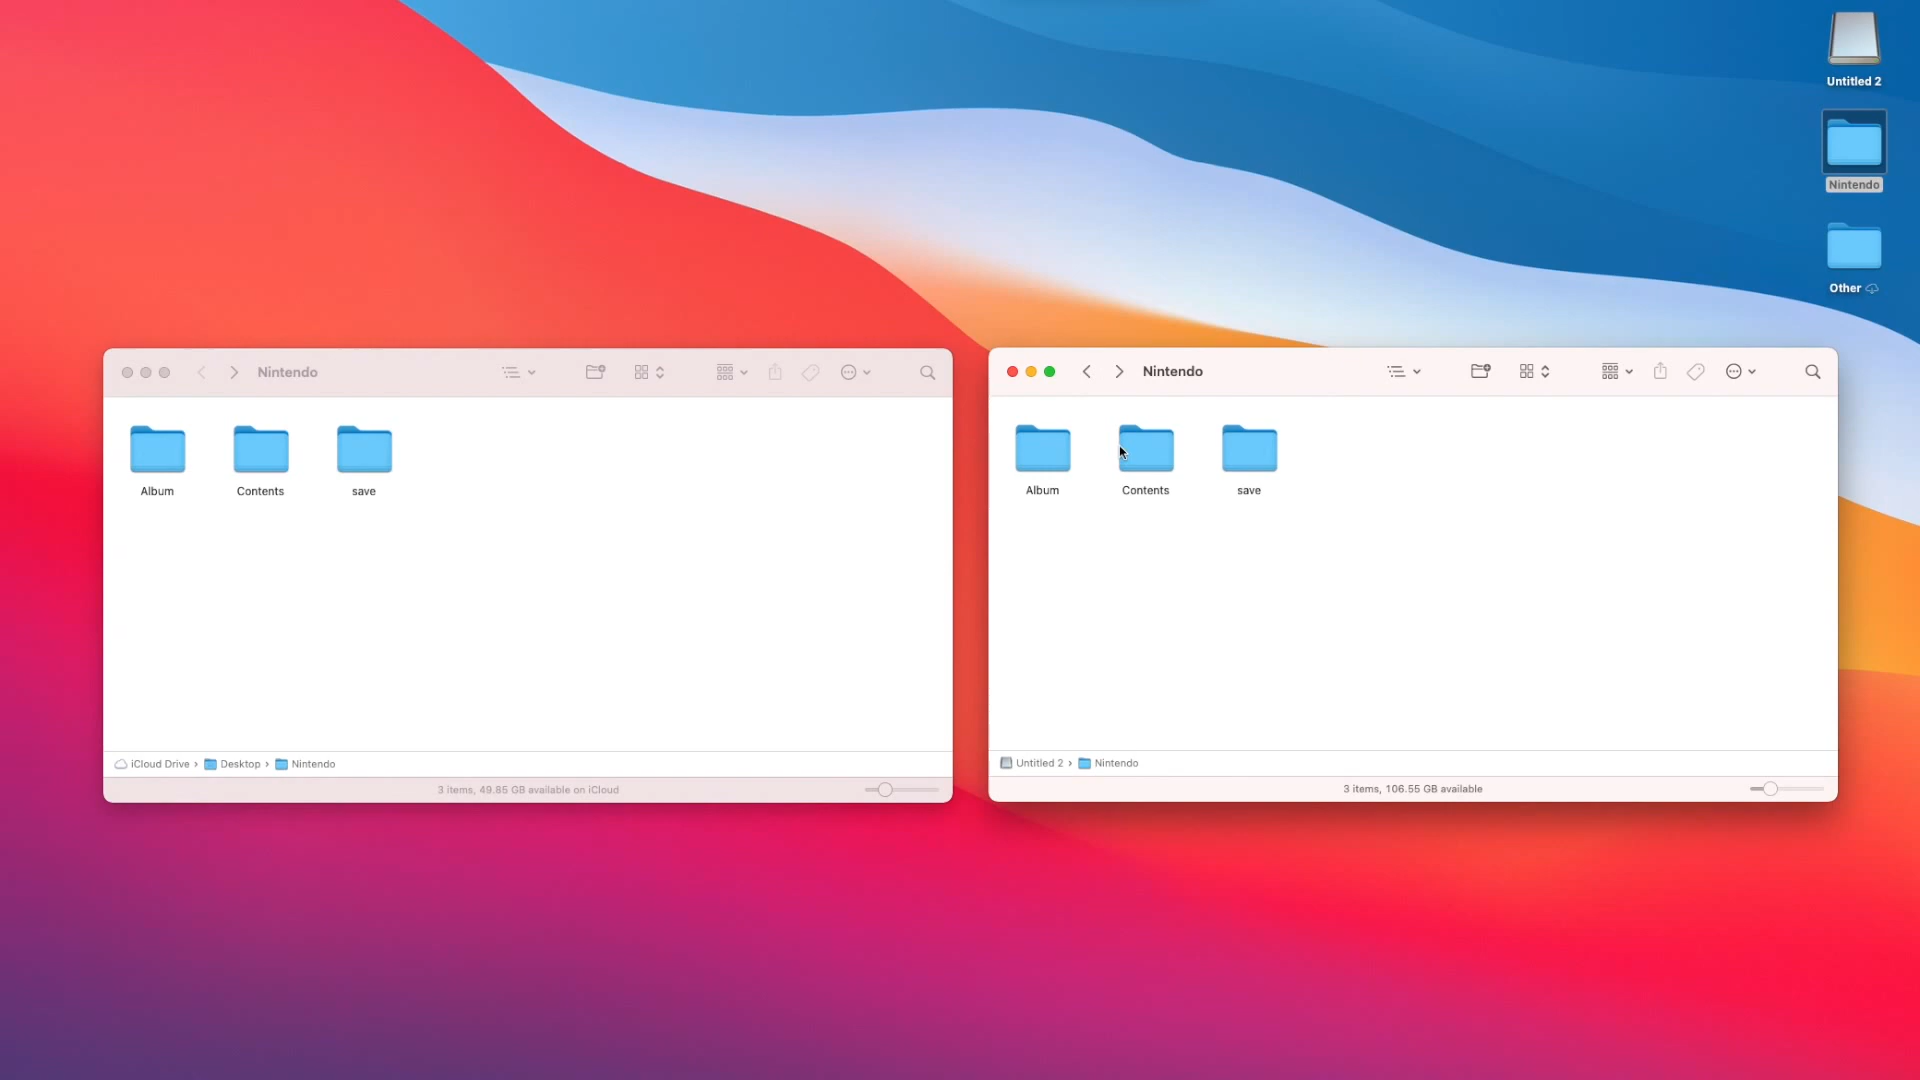 Untitled 2
Nintendo
Other
Nintendo
Album
Contents
save
iCloud Drive › Desktop › Nintendo
3 items, 49.85 GB available on iCloud
Nintendo
Album
Contents
save
Untitled 2 › Nintendo
3 items, 106.55 GB available